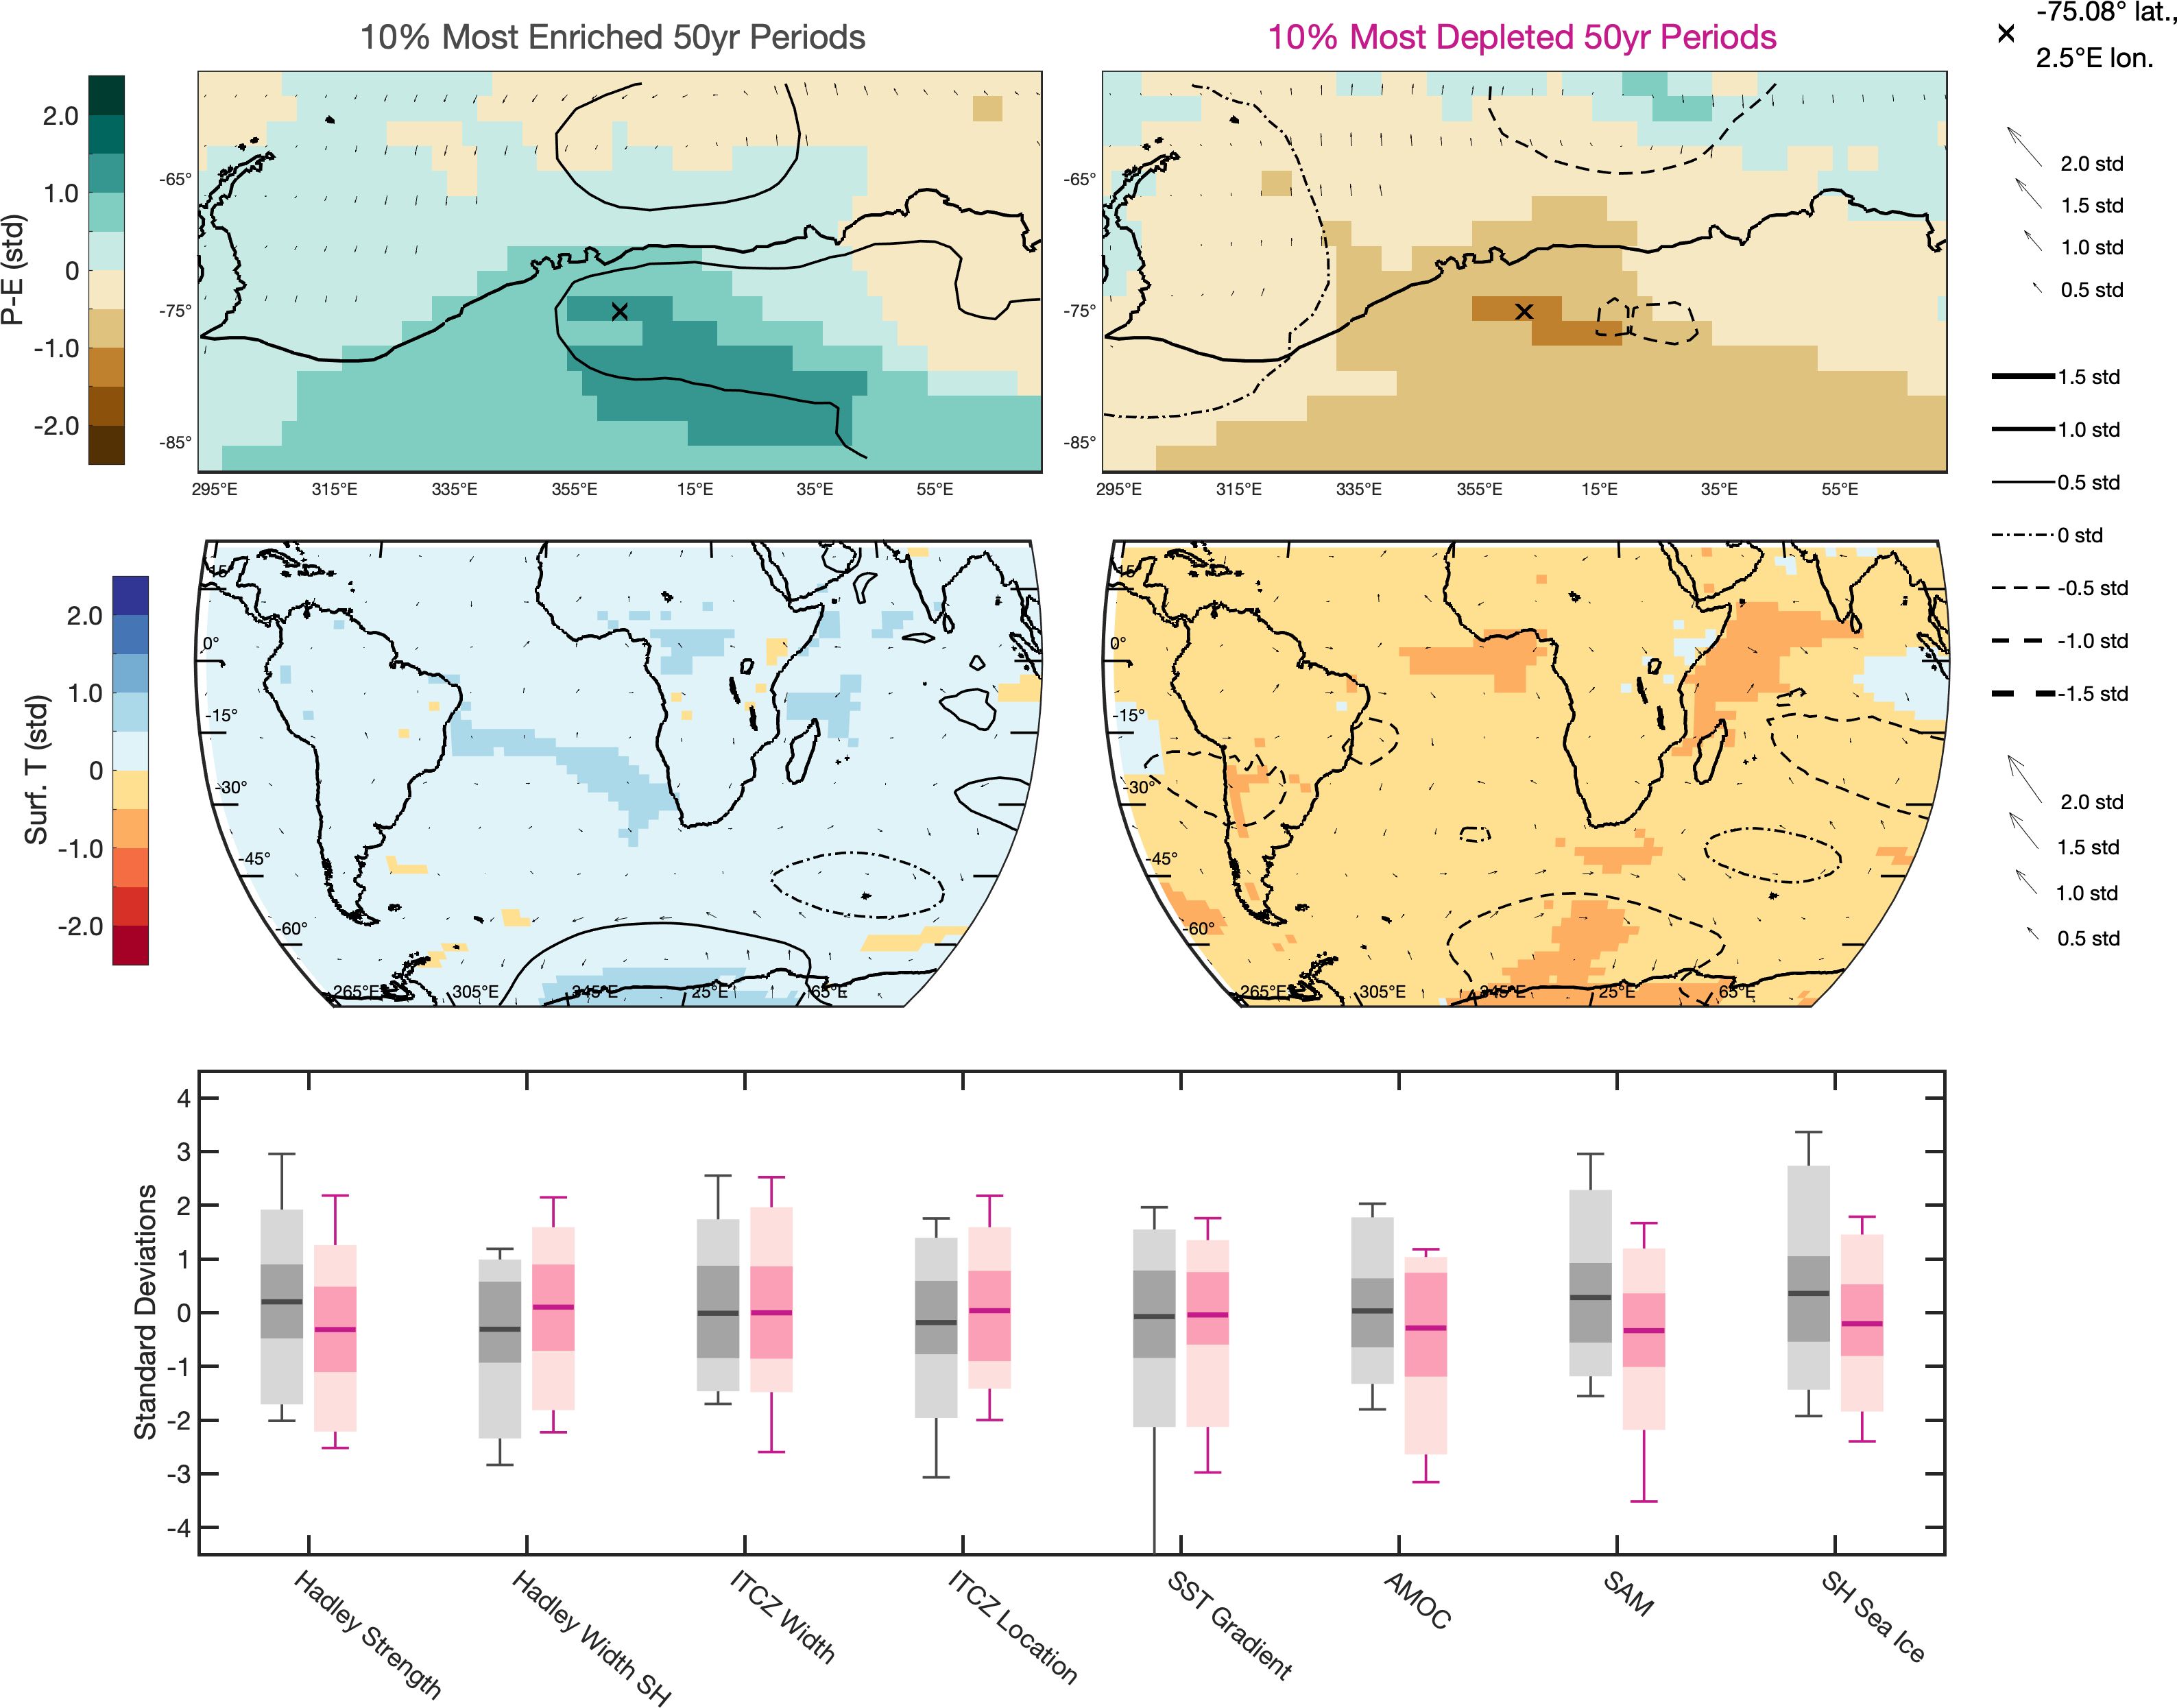 10% Most Enriched 50yr Periods
10% Most Depleted 50yr Periods
-75.08° lat.,
2.5°E lon.
P-E (std)
2.0
1.0
0
-1.0
-2.0
-65°
-75°
-85°
295°E 315°E 335°E 355°E 15°E 35°E 55°E
-65°
-75°
-85°
295°E 315°E 335°E 355°E 15°E 35°E 55°E
2.0 std
1.5 std
1.0 std
0.5 std
1.5 std
1.0 std
0.5 std
0 std
-0.5 std
-1.0 std
-1.5 std
2.0 std
1.5 std
1.0 std
0.5 std
Surf. T (std)
2.0
1.0
0
-1.0
-2.0
15°
0°
-15°
-30°
-45°
-60°
265°E 305°E 345°E 25°E 65°E
15°
0°
-15°
-30°
-45°
-60°
265°E 305°E 345°E 25°E 65°E
Standard Deviations
4
3
2
1
0
-1
-2
-3
-4
Hadley Strength
Hadley Width SH
ITCZ Width
ITCZ Location
SST Gradient
AMOC
SAM
SH Sea Ice